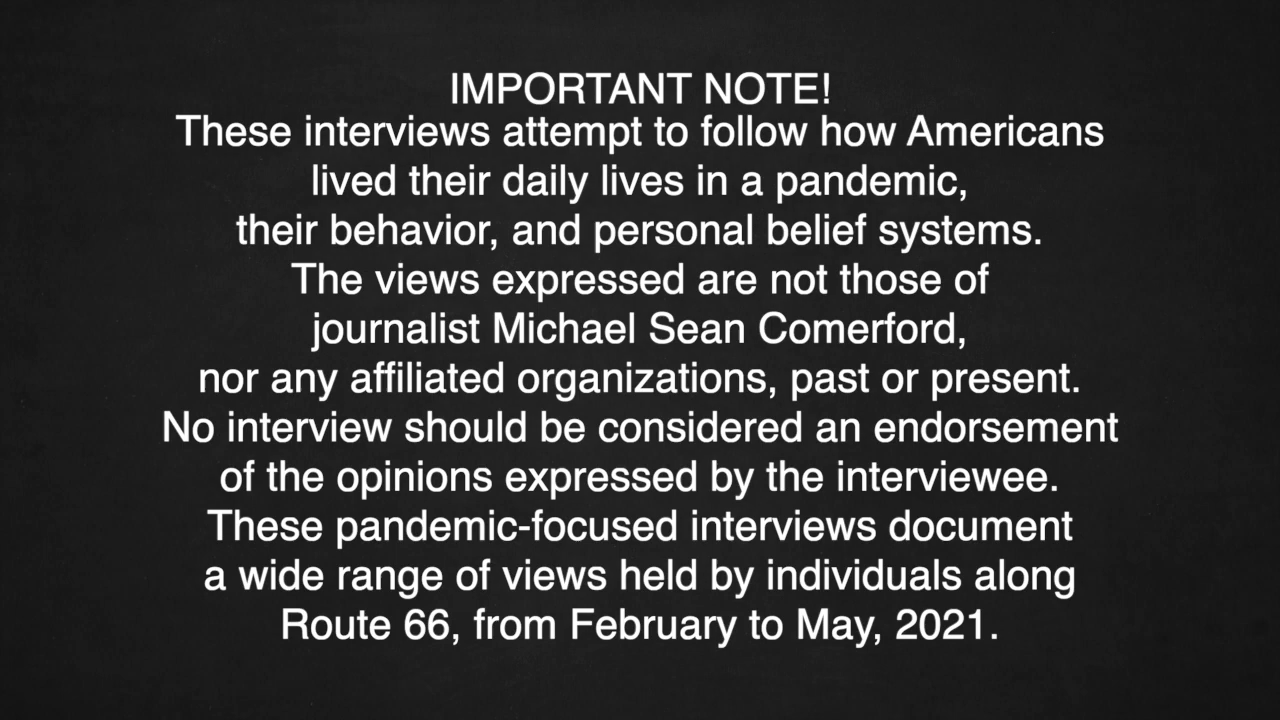 IMPORTANT NOTE!
These interviews attempt to follow how Americans
lived their daily lives in a pandemic,
their behavior, and personal belief systems.
The views expressed are not those of
journalist Michael Sean Comerford,
nor any affiliated organizations, past or present.
No interview should be considered an endorsement
of the opinions expressed by the interviewee.
These pandemic-focused interviews document
a wide range of views held by individuals along
Route 66, from February to May, 2021.